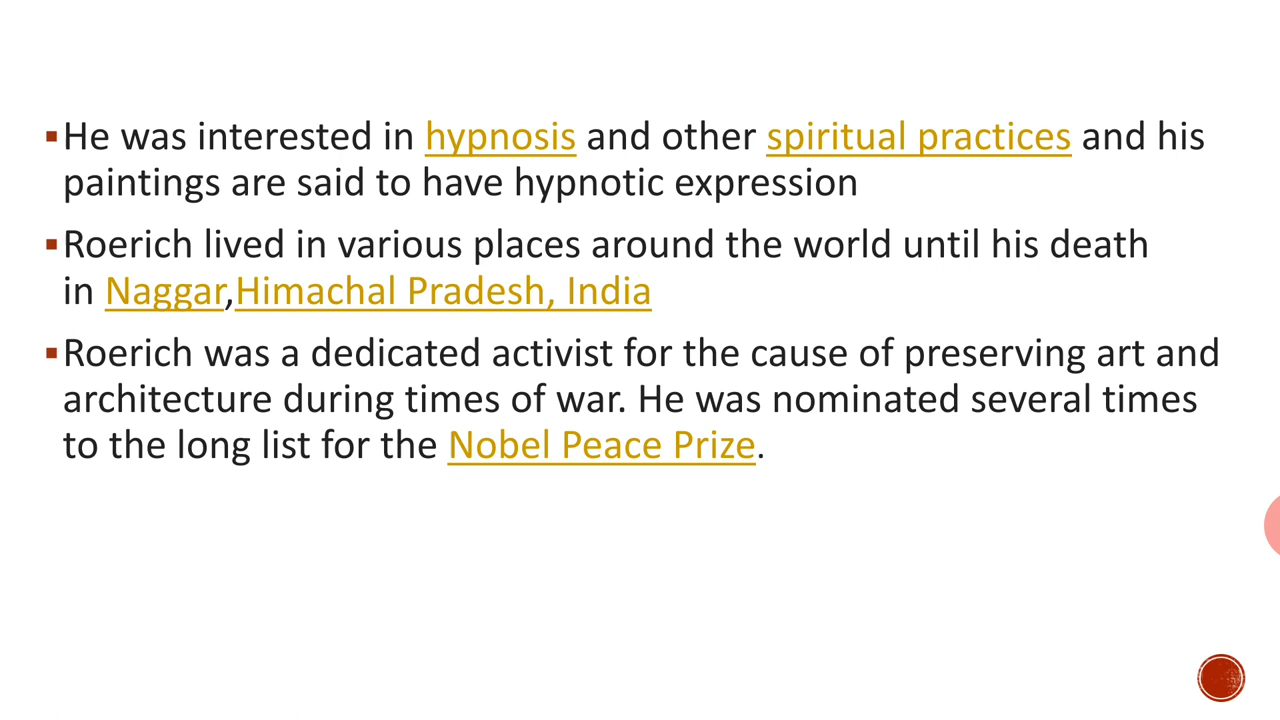 ▪He was interested in hypnosis and other spiritual practices and his
paintings are said to have hypnotic expression
▪Roerich lived in various places around the world until his death
in Naggar,Himachal Pradesh, India
▪Roerich was a dedicated activist for the cause of preserving art and
architecture during times of war. He was nominated several times
to the long list for the Nobel Peace Prize.